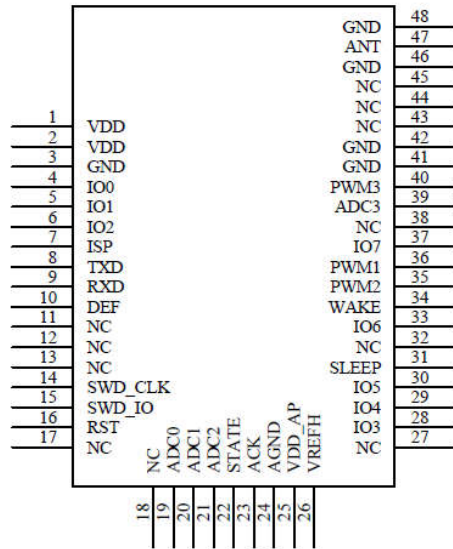 1 VDD
2 VDD
3 GND
4 IO0
5 IO1
6 IO2
7 ISP
8 TXD
9 RXD
10 DEF
11 NC
12 NC
13 NC
14 SWD_CLK
15 SWD_IO
16 RST
17 NC
18 NC
19 ADC0
20 ADC1
21 ADC2
22 STATE
23 ACK
24 AGND
25 VDD_AP
26 VREFH
GND 48
ANT 47
GND 46
NC 45
NC 44
NC 43
GND 42
GND 41
PWM3 40
ADC3 39
NC 38
IO7 37
PWM1 36
PWM2 35
WAKE 34
IO6 33
NC 32
SLEEP 31
IO5 30
IO4 29
IO3 28
NC 27